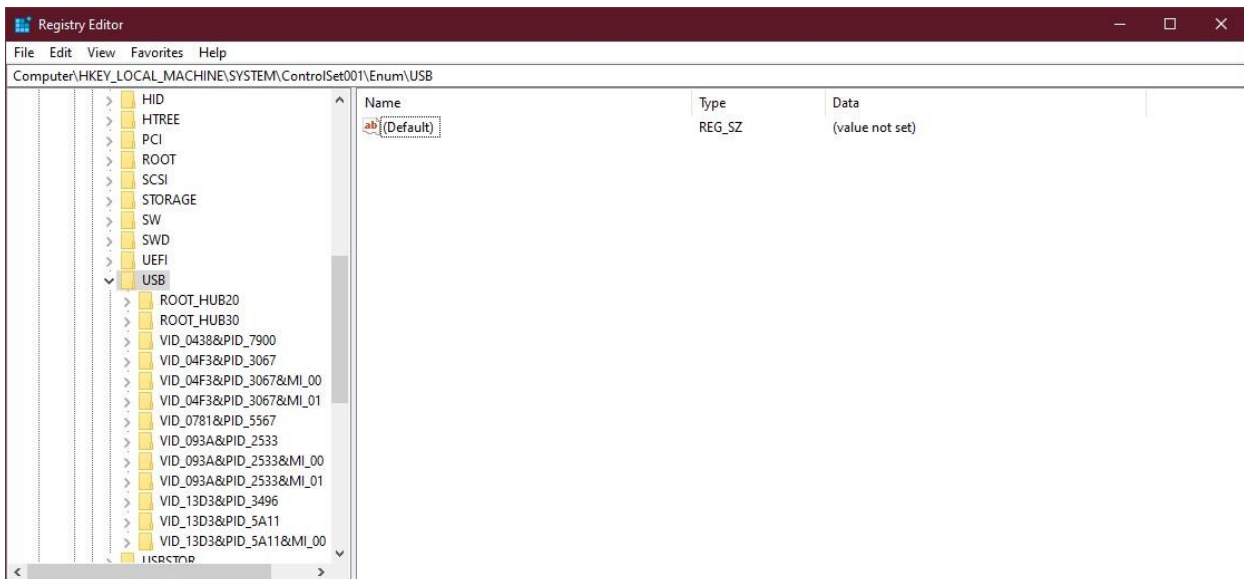 Registry Editor
File Edit View Favorites Help
Computer\HKEY_LOCAL_MACHINE\SYSTEM\ControlSet001\Enum\USB
HID
HTREE
PCI
ROOT
SCSI
STORAGE
SW
SWD
UEFI
USB
ROOT_HUB20
ROOT_HUB30
VID_0438&PID_7900
VID_04F3&PID_3067
VID_04F3&PID_3067&MI_00
VID_04F3&PID_3067&MI_01
VID_0781&PID_5567
VID_093A&PID_2533
VID_093A&PID_2533&MI_00
VID_093A&PID_2533&MI_01
VID_13D3&PID_3496
VID_13D3&PID_5A11
VID_13D3&PID_5A11&MI_00
USBSTOR
Name Type Data
ab (Default) REG_SZ (value not set)